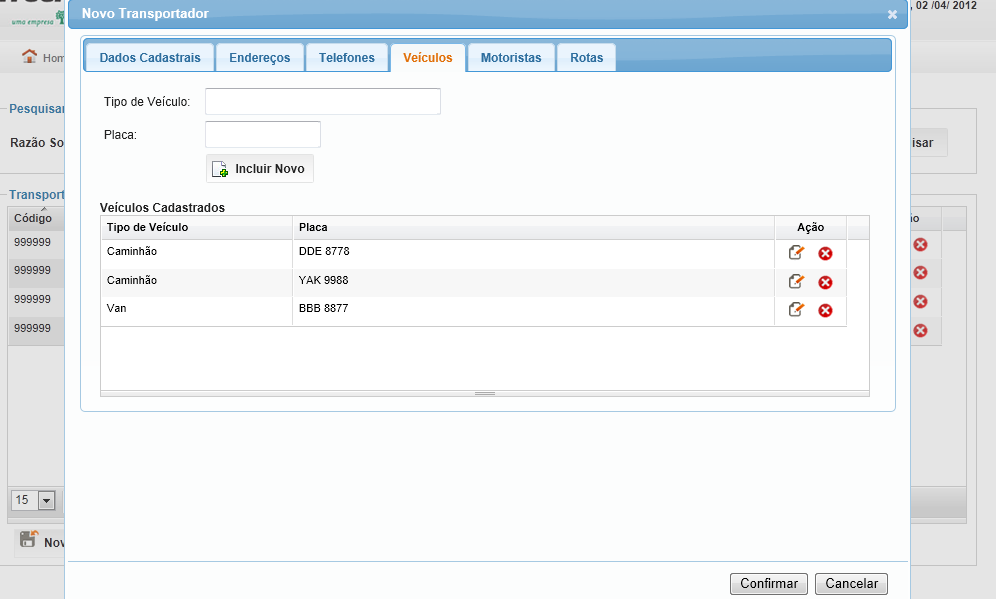 uma empresa
, 02 /04/ 2012
Novo Transportador
Hom
Dados Cadastrais Endereços Telefones Veículos Motoristas Rotas
Pesquisar
Tipo de Veículo:
Placa:
Razão So
isar
Incluir Novo
Transport
Veículos Cadastrados
Código
ão
Tipo de Veículo Placa Ação
999999
Caminhão DDE 8778
999999
Caminhão YAK 9988
999999
Van BBB 8877
999999
15
Nov
Confirmar Cancelar